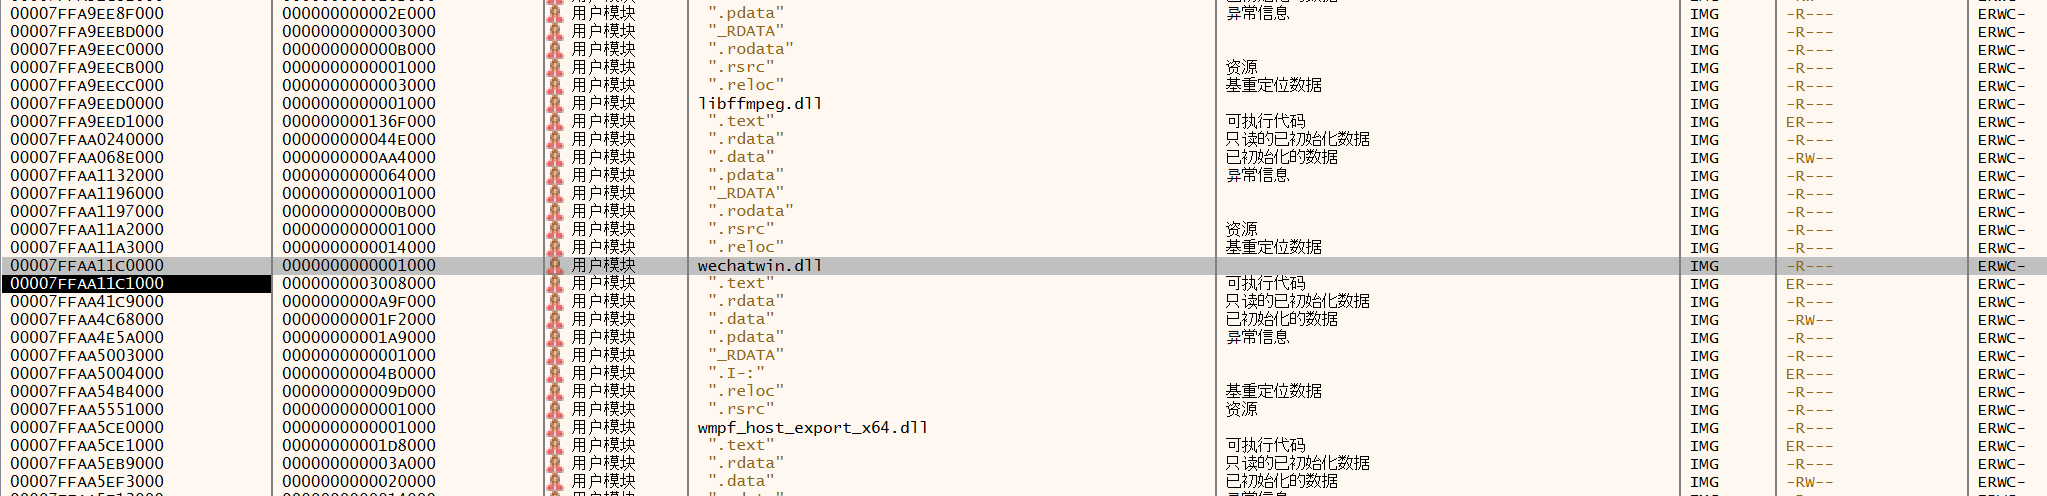 00007FFA9EE8F000 000000000002E000 用户模块 ".pdata" 异常信息 IMG -R--- ERWC-
00007FFA9EEBD000 0000000000003000 用户模块 "_RDATA" IMG -R--- ERWC-
00007FFA9EEC0000 000000000000B000 用户模块 ".rodata" IMG -R--- ERWC-
00007FFA9EECB000 0000000000001000 用户模块 ".rsrc" 资源 IMG -R--- ERWC-
00007FFA9EECC000 0000000000003000 用户模块 ".reloc" 基重定位数据 IMG -R--- ERWC-
00007FFA9EED0000 0000000000001000 用户模块 libffmpeg.dll IMG -R--- ERWC-
00007FFA9EED1000 000000000136F000 用户模块 ".text" 可执行代码 IMG ER--- ERWC-
00007FFAA0240000 000000000044E000 用户模块 ".rdata" 只读的已初始化数据 IMG -R--- ERWC-
00007FFAA068E000 0000000000AA4000 用户模块 ".data" 已初始化的数据 IMG -RW-- ERWC-
00007FFAA1132000 0000000000064000 用户模块 ".pdata" 异常信息 IMG -R--- ERWC-
00007FFAA1196000 0000000000001000 用户模块 "_RDATA" IMG -R--- ERWC-
00007FFAA1197000 000000000000B000 用户模块 ".rodata" IMG -R--- ERWC-
00007FFAA11A2000 0000000000001000 用户模块 ".rsrc" 资源 IMG -R--- ERWC-
00007FFAA11A3000 0000000000014000 用户模块 ".reloc" 基重定位数据 IMG -R--- ERWC-
00007FFAA11C0000 0000000000001000 用户模块 wechatwin.dll IMG -R--- ERWC-
00007FFAA11C1000 0000000003008000 用户模块 ".text" 可执行代码 IMG ER--- ERWC-
00007FFAA41C9000 0000000000A9F000 用户模块 ".rdata" 只读的已初始化数据 IMG -R--- ERWC-
00007FFAA4C68000 00000000001F2000 用户模块 ".data" 已初始化的数据 IMG -RW-- ERWC-
00007FFAA4E5A000 00000000001A9000 用户模块 ".pdata" 异常信息 IMG -R--- ERWC-
00007FFAA5003000 0000000000001000 用户模块 "_RDATA" IMG -R--- ERWC-
00007FFAA5004000 00000000004B0000 用户模块 ".I-:" IMG ER--- ERWC-
00007FFAA54B4000 000000000009D000 用户模块 ".reloc" 基重定位数据 IMG -R--- ERWC-
00007FFAA5551000 0000000000001000 用户模块 ".rsrc" 资源 IMG -R--- ERWC-
00007FFAA5CE0000 0000000000001000 用户模块 wmpf_host_export_x64.dll IMG -R--- ERWC-
00007FFAA5CE1000 00000000001D8000 用户模块 ".text" 可执行代码 IMG ER--- ERWC-
00007FFAA5EB9000 000000000003A000 用户模块 ".rdata" 只读的已初始化数据 IMG -R--- ERWC-
00007FFAA5EF3000 0000000000020000 用户模块 ".data" 已初始化的数据 IMG -RW-- ERWC-